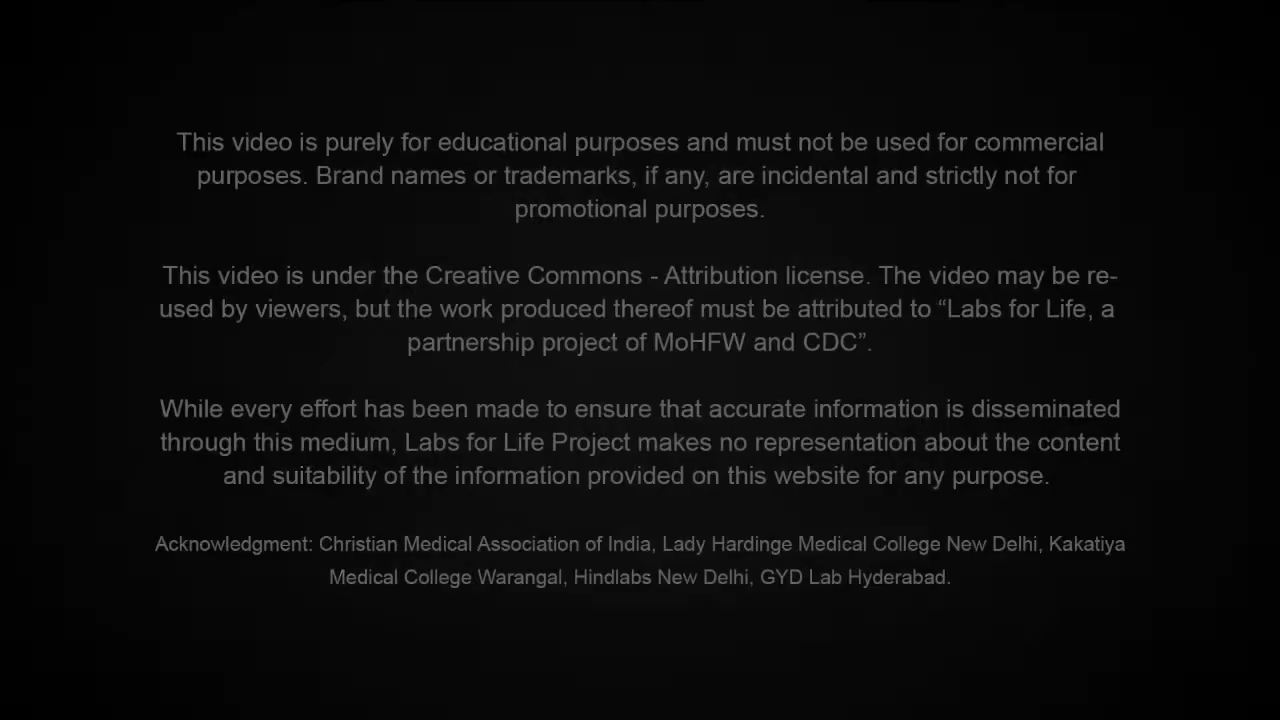 This video is purely for educational purposes and must not be used for commercial
purposes. Brand names or trademarks, if any, are incidental and strictly not for
promotional purposes.
This video is under the Creative Commons - Attribution license. The video may be re-
used by viewers, but the work produced thereof must be attributed to “Labs for Life, a
partnership project of MoHFW and CDC”.
While every effort has been made to ensure that accurate information is disseminated
through this medium, Labs for Life Project makes no representation about the content
and suitability of the information provided on this website for any purpose.
Acknowledgment: Christian Medical Association of India, Lady Hardinge Medical College New Delhi, Kakatiya
Medical College Warangal, Hindlabs New Delhi, GYD Lab Hyderabad.